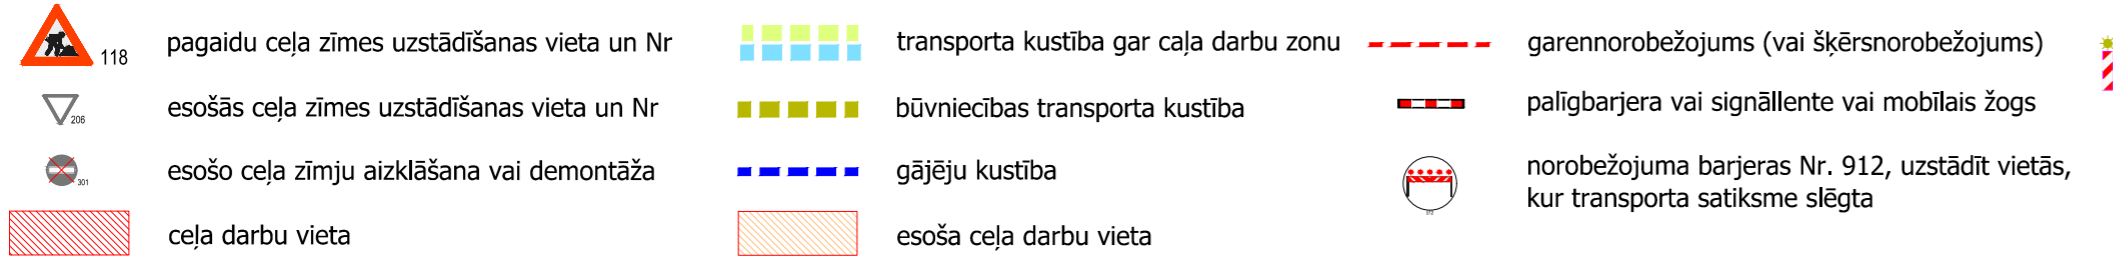 118 pagaidu ceļa zīmes uzstādīšanas vieta un Nr
206 esošās ceļa zīmes uzstādīšanas vieta un Nr
301 esošo ceļa zīmju aizklāšana vai demontāža
ceļa darbu vieta
transporta kustība gar caļa darbu zonu
būvniecības transporta kustība
gājēju kustība
esoša ceļa darbu vieta
garennorobežojums (vai šķērsnorobežojums)
palīgbarjera vai signāllente vai mobīlais žogs
912 norobežojuma barjeras Nr. 912, uzstādīt vietās,
kur transporta satiksme slēgta